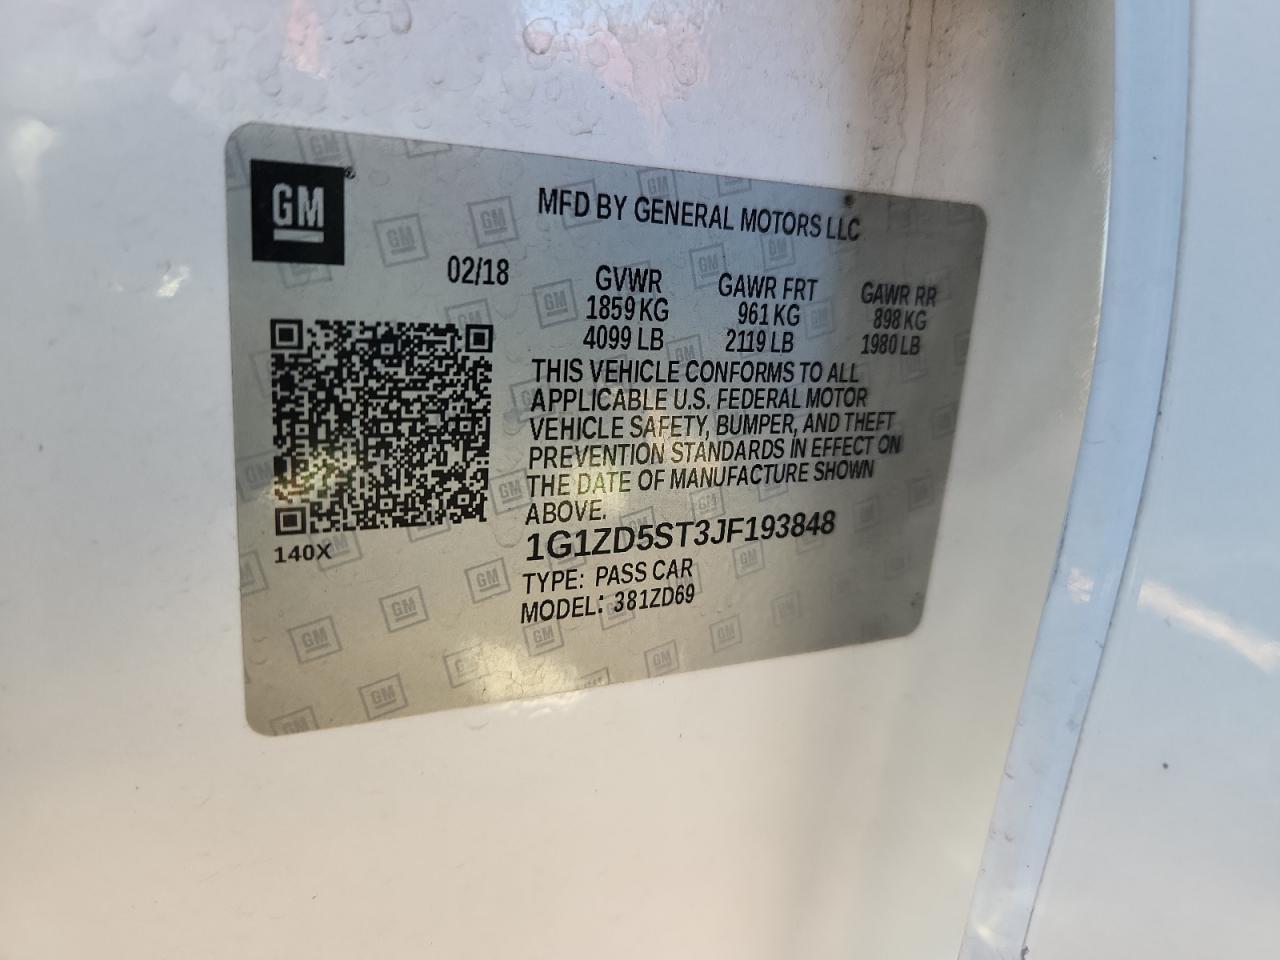 GM
MFD BY GENERAL MOTORS LLC
02/18
GVWR GAWR FRT GAWR RR
1859 KG 961 KG 898 KG
4099 LB 2119 LB 1980 LB
THIS VEHICLE CONFORMS TO ALL
APPLICABLE U.S. FEDERAL MOTOR
VEHICLE SAFETY, BUMPER, AND THEFT
PREVENTION STANDARDS IN EFFECT ON
THE DATE OF MANUFACTURE SHOWN
ABOVE.
140X
1G1ZD5ST3JF193848
TYPE: PASS CAR
MODEL: 381ZD69